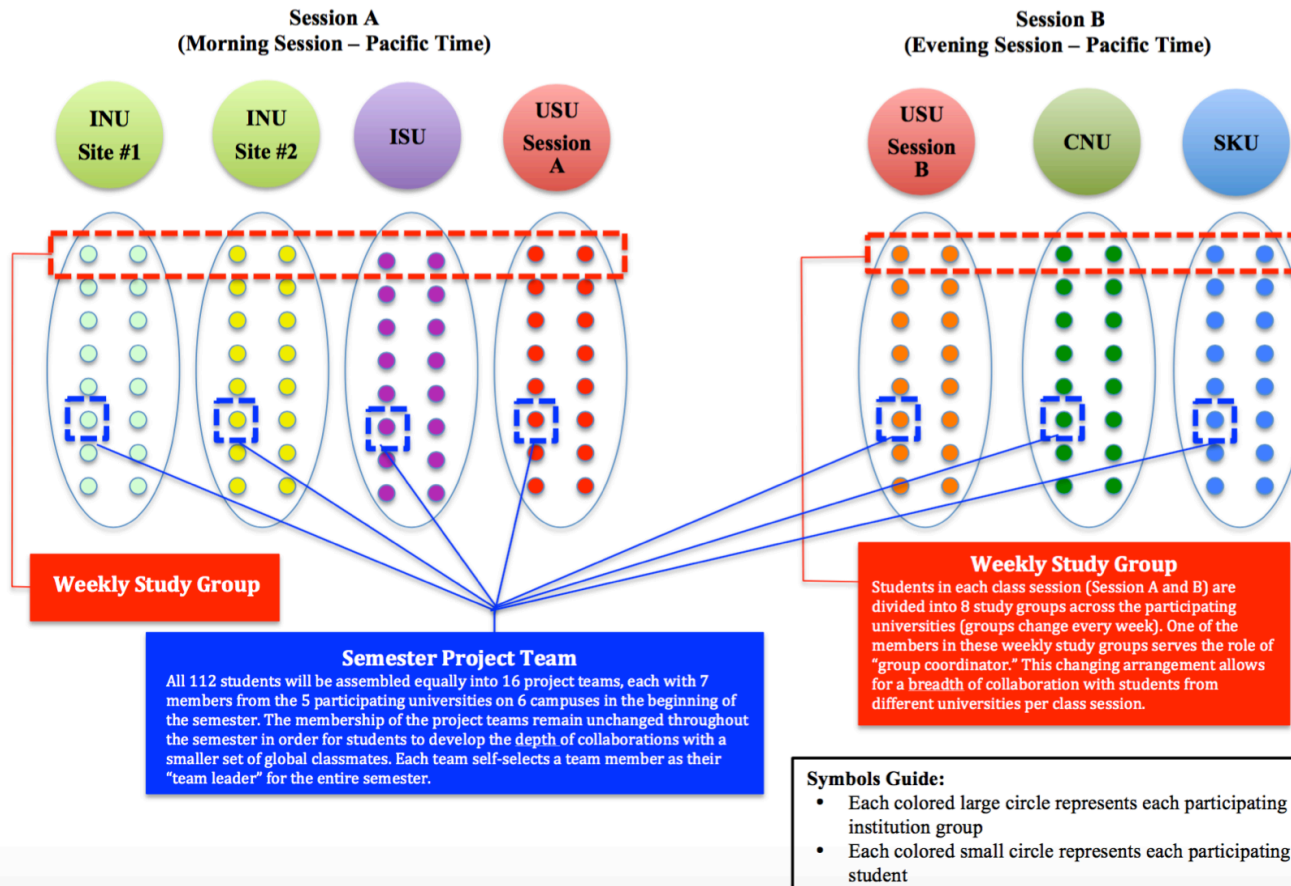 Session A
(Morning Session – Pacific Time)
Session B
(Evening Session – Pacific Time)
INU
Site #1
INU
Site #2
ISU
USU
Session
A
USU
Session
B
CNU
SKU
Weekly Study Group
Weekly Study Group
Students in each class session (Session A and B) are
divided into 8 study groups across the participating
universities (groups change every week). One of the
members in these weekly study groups serves the role of
“group coordinator.” This changing arrangement allows
for a breadth of collaboration with students from
different universities per class session.
Semester Project Team
All 112 students will be assembled equally into 16 project teams, each with 7
members from the 5 participating universities on 6 campuses in the beginning of
the semester. The membership of the project teams remain unchanged throughout
the semester in order for students to develop the depth of collaborations with a
smaller set of global classmates. Each team self-selects a team member as their
“team leader” for the entire semester.
Symbols Guide:
• Each colored large circle represents each participating
institution group
• Each colored small circle represents each participating
student